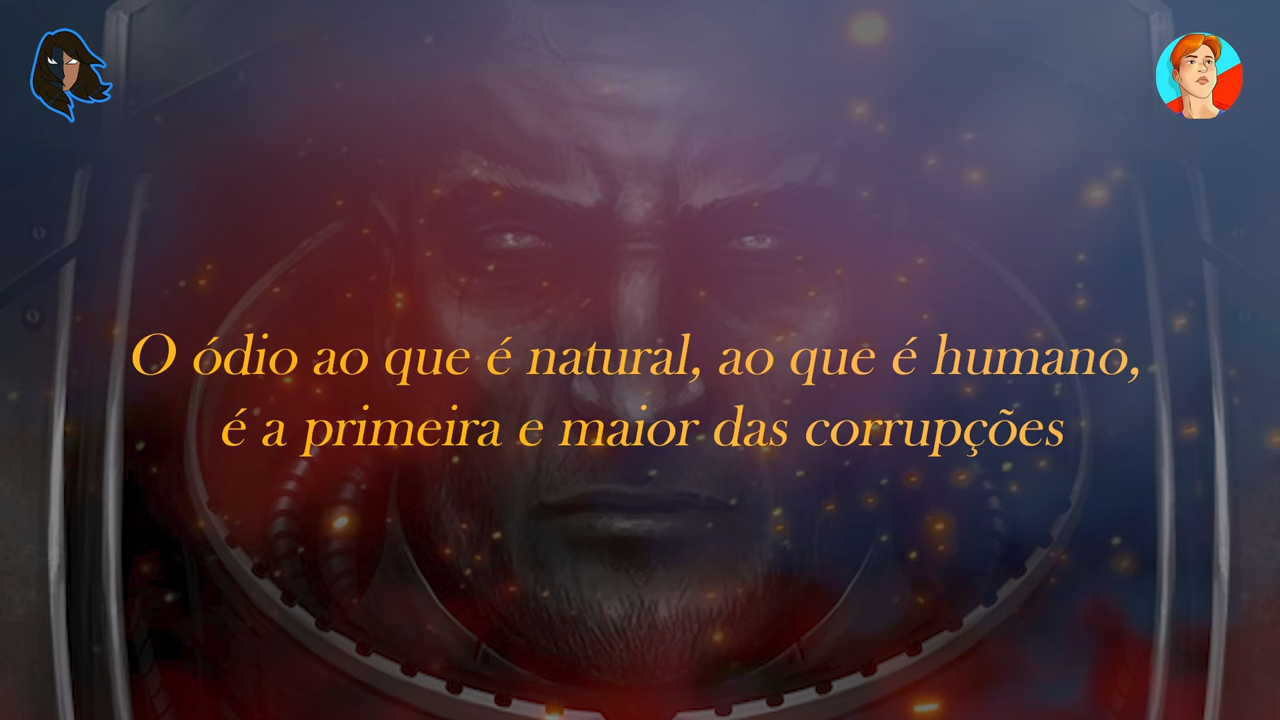 O ódio ao que é natural, ao que é humano,
é a primeira e maior das corrupções